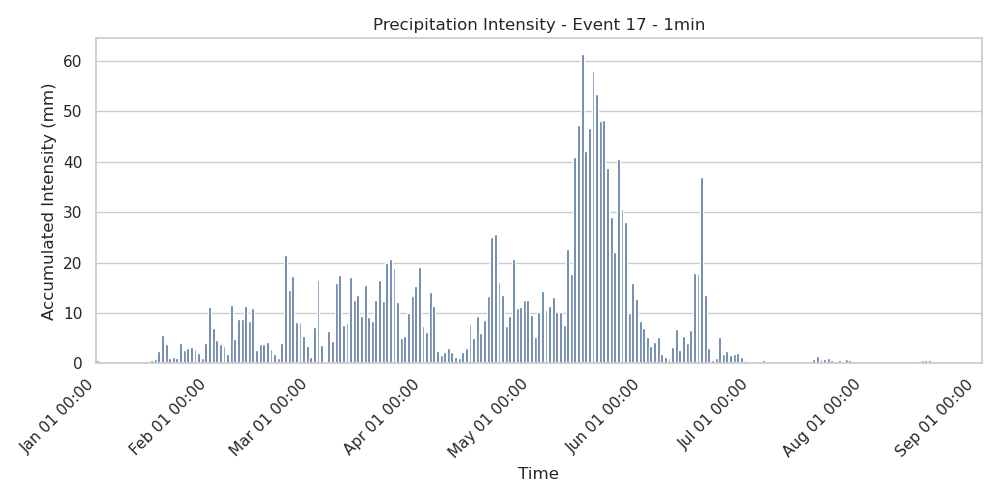 Precipitation Intensity - Event 17 - 1min
Accumulated Intensity (mm)
60
50
40
30
20
10
0
Jan 01 00:00
Feb 01 00:00
Mar 01 00:00
Apr 01 00:00
May 01 00:00
Jun 01 00:00
Jul 01 00:00
Aug 01 00:00
Sep 01 00:00
Time